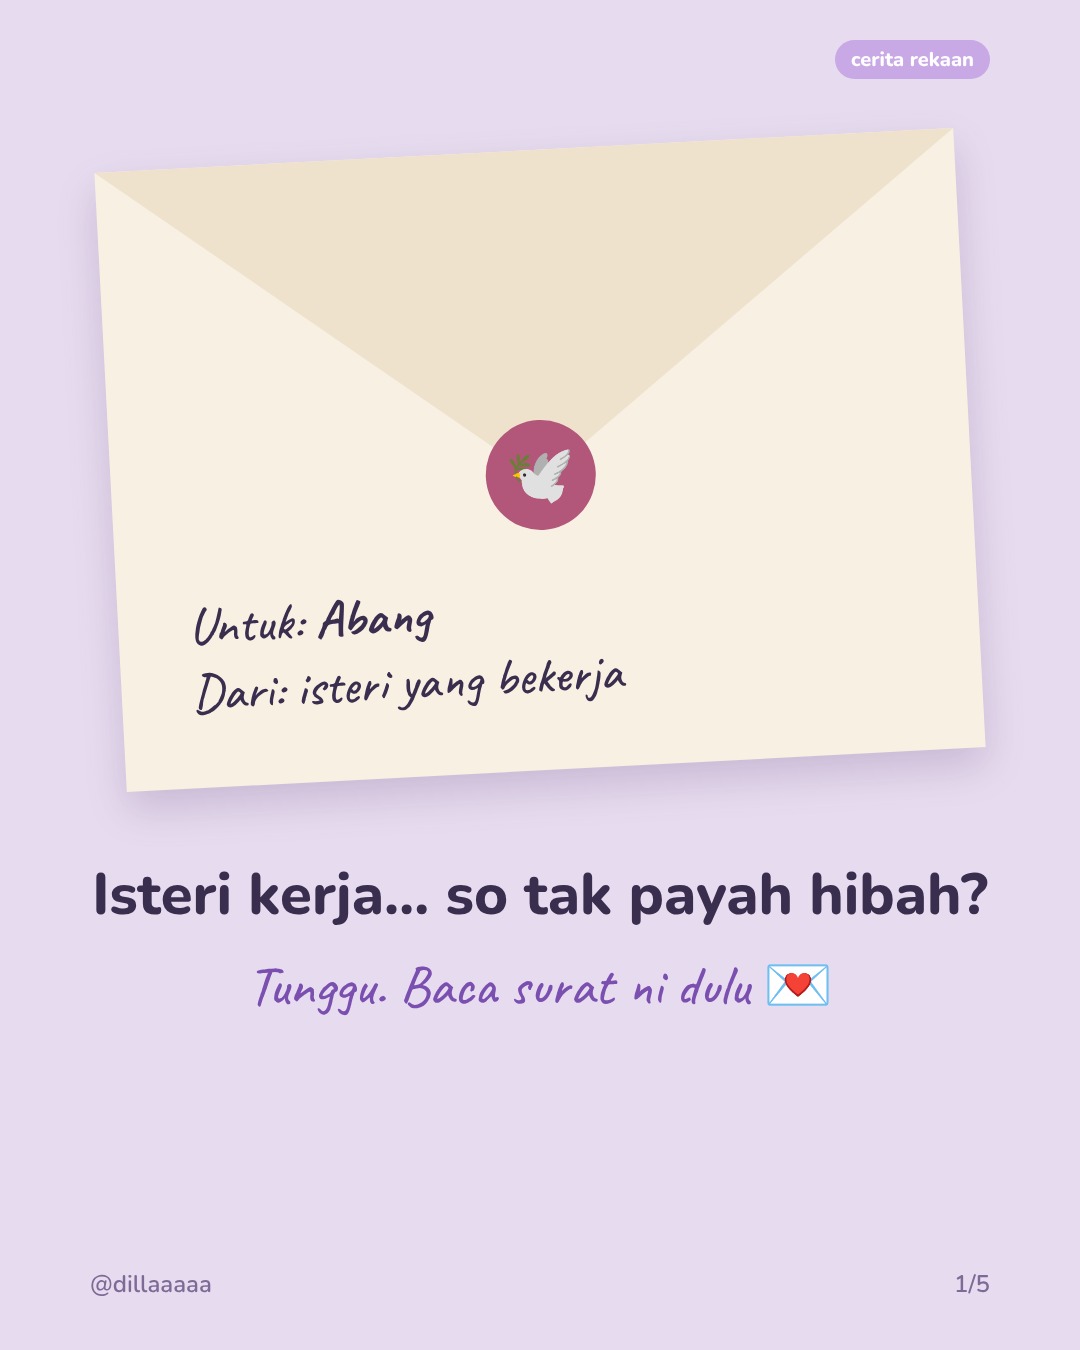 cerita rekaan
Untuk: Abang
Dari: isteri yang bekerja
Isteri kerja... so tak payah hibah?
Tunggu. Baca surat ni dulu 💌
@dillaaaaa
1/5